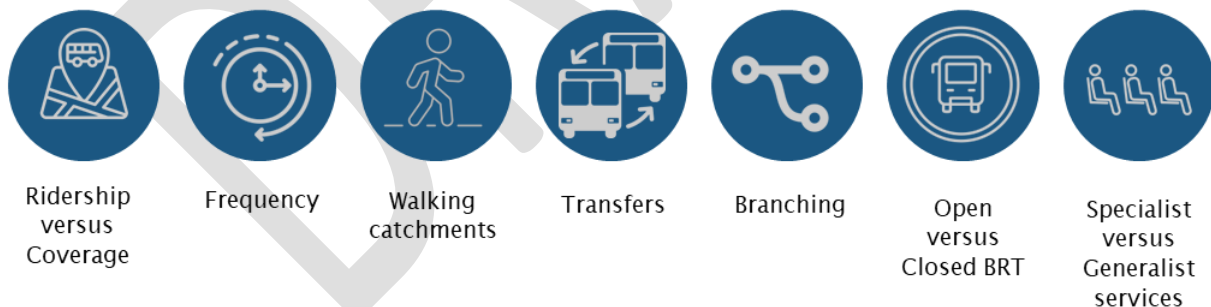 Ridership
versus
Coverage
Frequency
Walking
catchments
Transfers
Branching
Open
versus
Closed BRT
Specialist
versus
Generalist
services